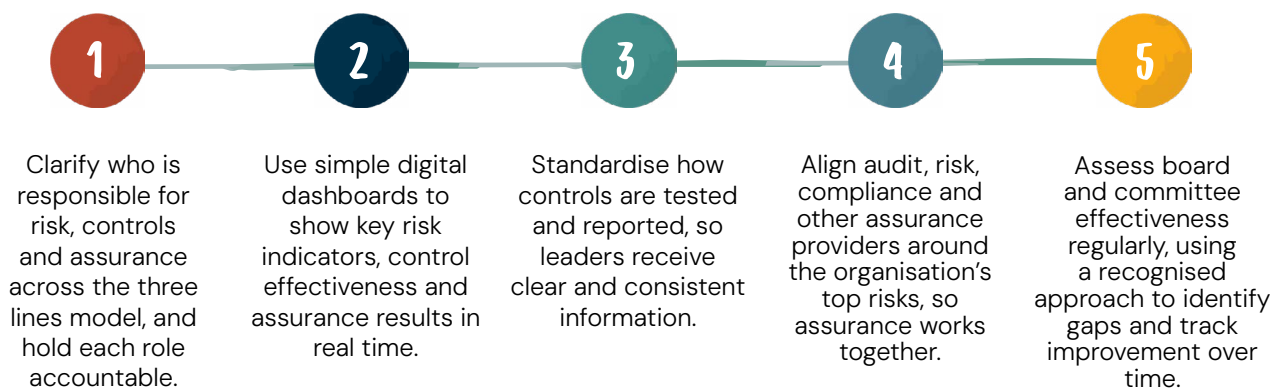 1
2
3
4
5
Clarify who is
responsible for
risk, controls
and assurance
across the three
lines model, and
hold each role
accountable.
Use simple digital
dashboards to
show key risk
indicators, control
effectiveness and
assurance results in
real time.
Standardise how
controls are tested
and reported, so
leaders receive
clear and consistent
information.
Align audit, risk,
compliance and
other assurance
providers around
the organisation's
top risks, so
assurance works
together.
Assess board
and committee
effectiveness
regularly, using
a recognised
approach to identify
gaps and track
improvement over
time.